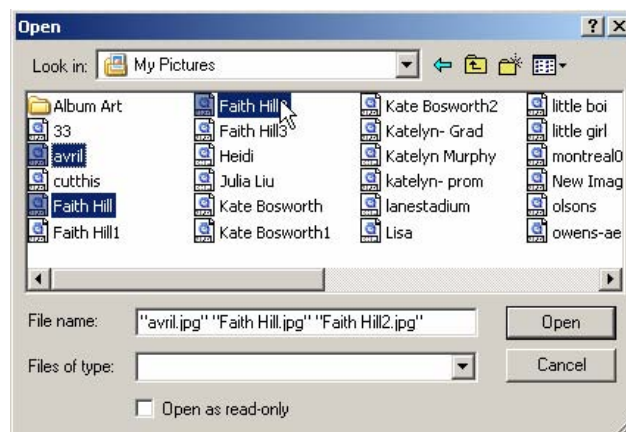 Open
Look in: My Pictures
Album Art Faith Hill Kate Bosworth2 little boi
33 Faith Hill3 Katelyn- Grad little girl
avril Heidi Katelyn Murphy montreal0
cutthis Julia Liu katelyn- prom New Imag
Faith Hill Kate Bosworth lanestadium olsons
Faith Hill1 Kate Bosworth1 Lisa owens-ae
File name: "avril.jpg" "Faith Hill.jpg" "Faith Hill2.jpg" Open
Files of type: Cancel
Open as read-only